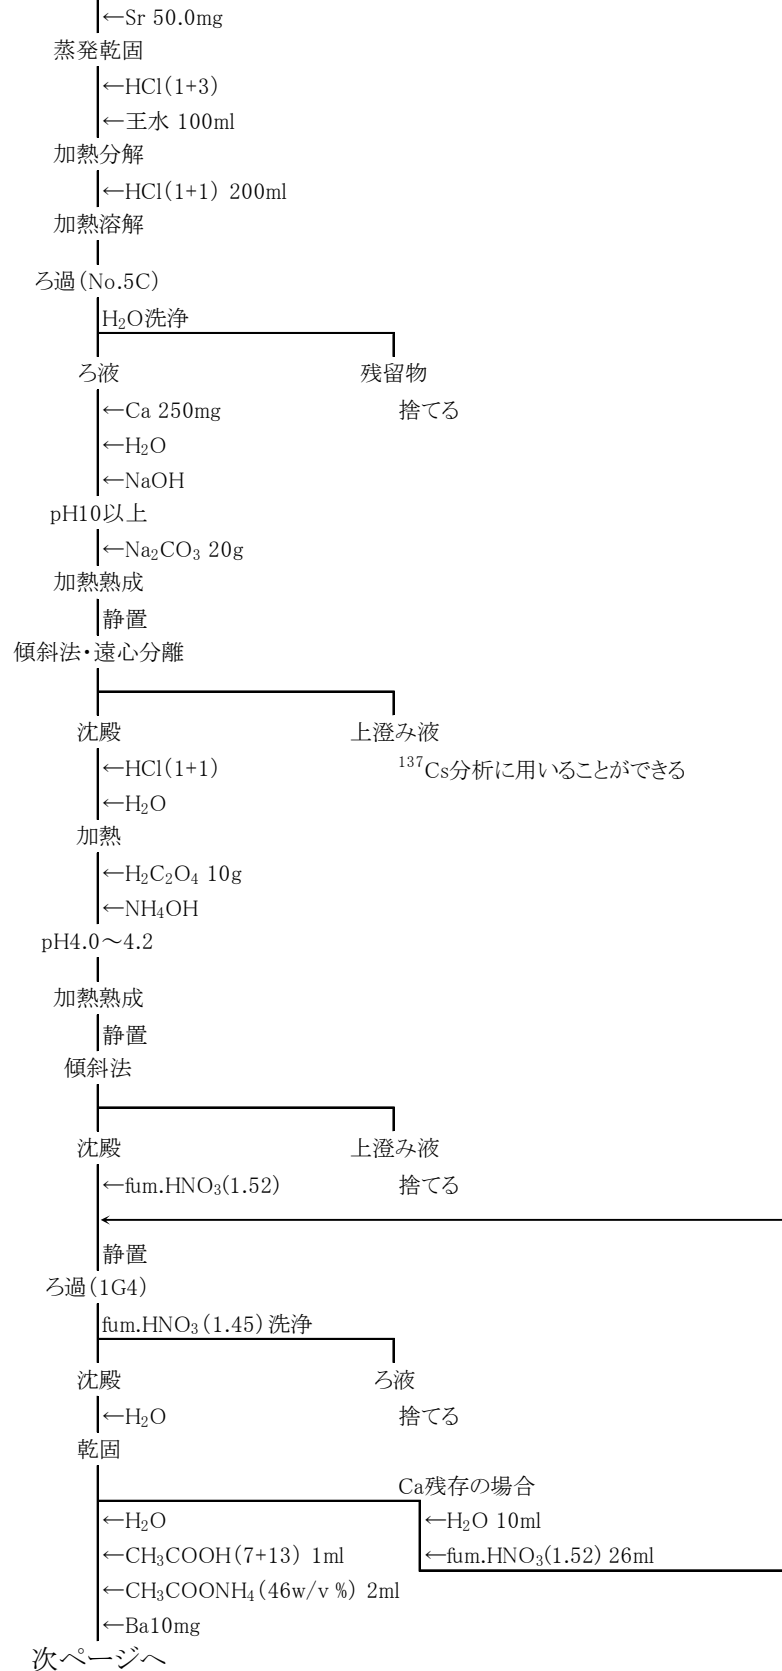 ←Sr 50.0mg
蒸発乾固
←HCl(1+3)
←王水 100ml
加熱分解
←HCl(1+1) 200ml
加熱溶解
ろ過(No.5C)
H₂O洗浄
ろ液 残留物
←Ca 250mg 捨てる
←H₂O
←NaOH
pH10以上
←Na₂CO₃ 20g
加熱熟成
静置
傾斜法・遠心分離
沈殿 上澄み液
←HCl(1+1) ¹³⁷Cs分析に用いることができる
←H₂O
加熱
←H₂C₂O₄ 10g
←NH₄OH
pH4.0～4.2
加熱熟成
静置
傾斜法
沈殿 上澄み液
←fum.HNO₃(1.52) 捨てる
静置
ろ過(1G4)
fum.HNO₃(1.45)洗浄
沈殿 ろ液
←H₂O 捨てる
乾固
Ca残存の場合
←H₂O ←H₂O 10ml
←CH₃COOH(7+13) 1ml ←fum.HNO₃(1.52) 26ml
←CH₃COONH₄(46w/v %) 2ml
←Ba10mg
次ページへ